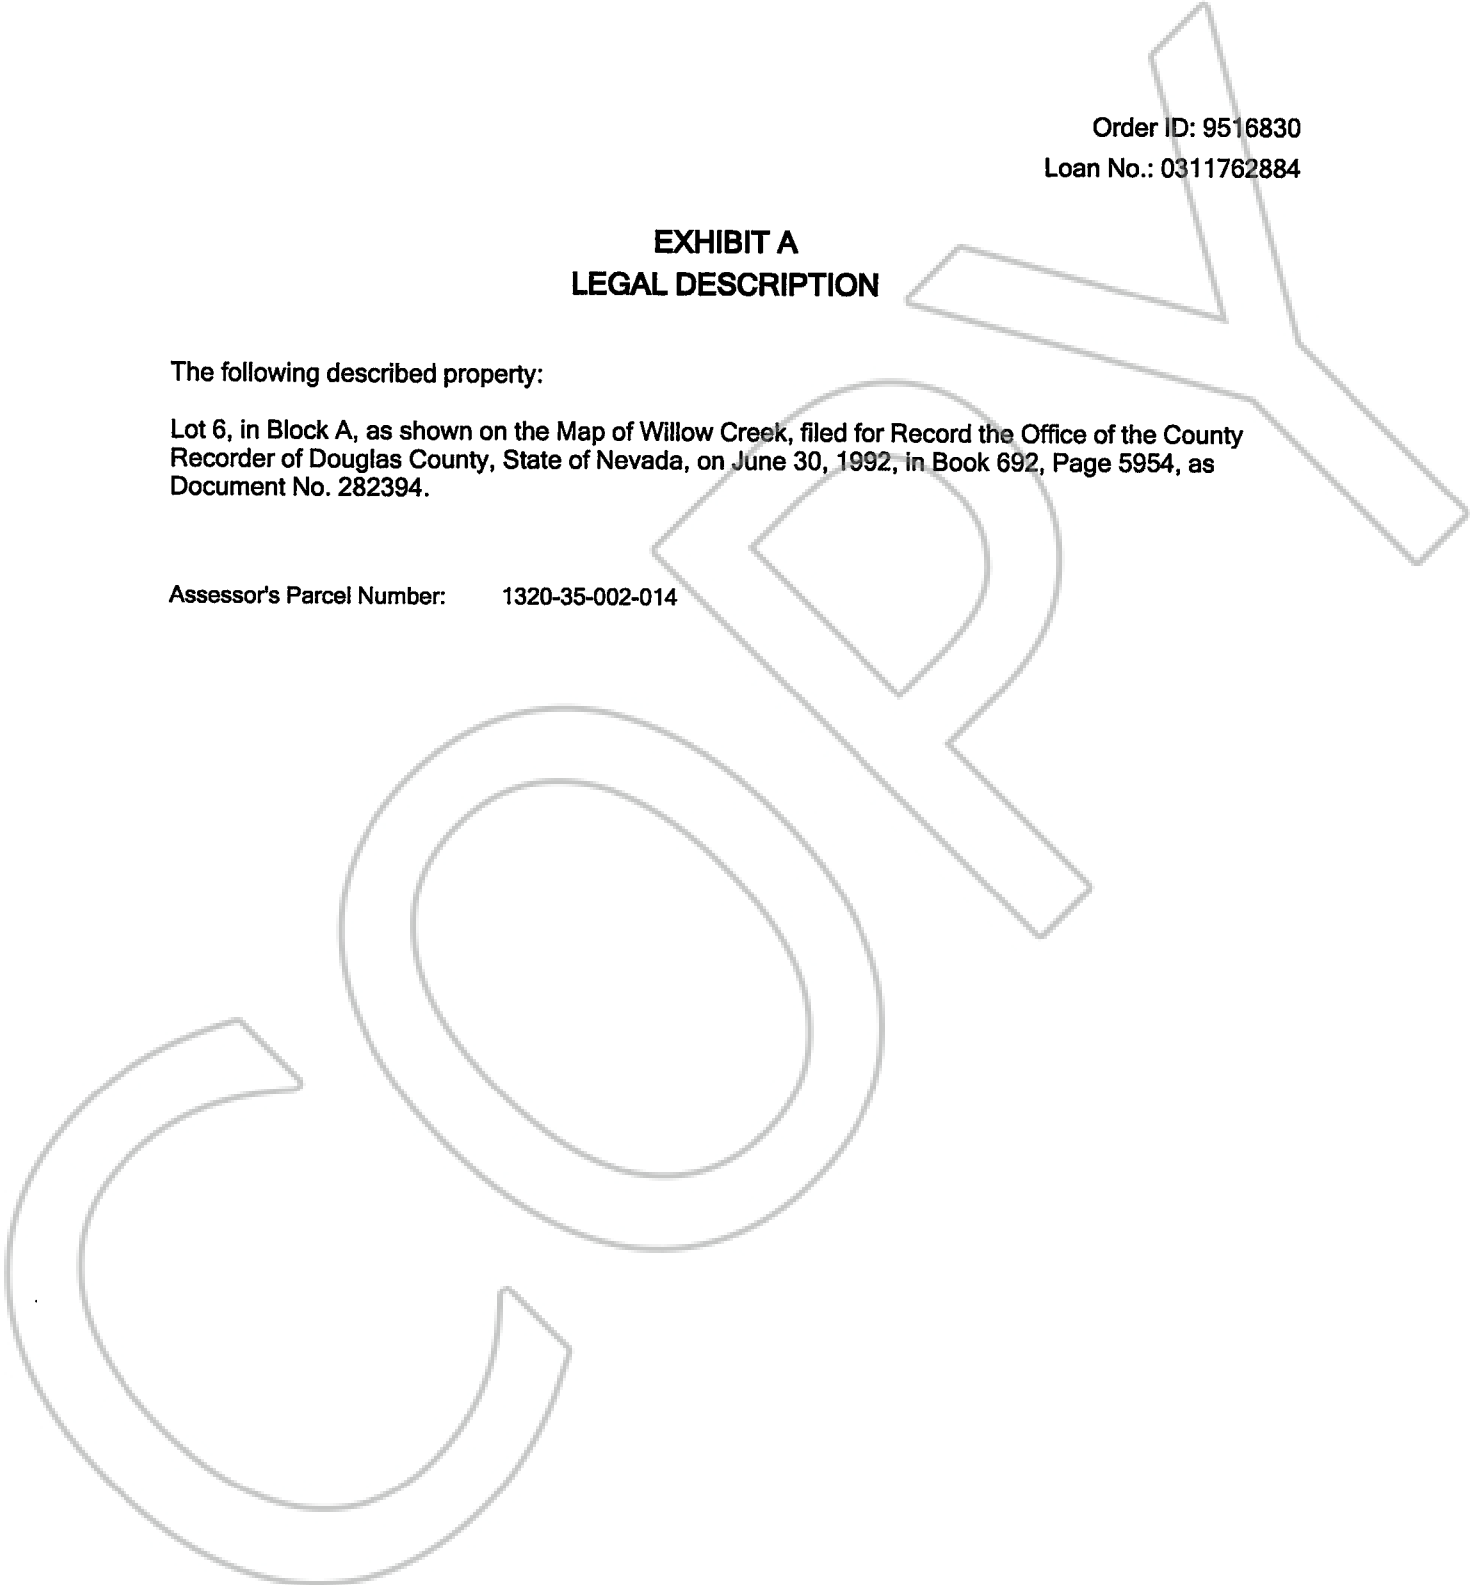 Order ID: 9516830
Loan No.: 0311762884
EXHIBIT A
LEGAL DESCRIPTION
The following described property:
Lot 6, in Block A, as shown on the Map of Willow Creek, filed for Record the Office of the County
Recorder of Douglas County, State of Nevada, on June 30, 1992, in Book 692, Page 5954, as
Document No. 282394.
Assessor's Parcel Number: 1320-35-002-014
COPY